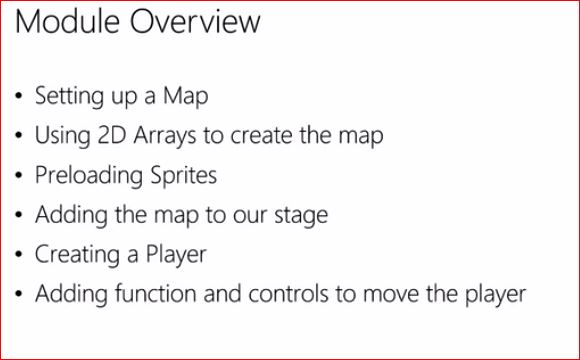 Module Overview
• Setting up a Map
• Using 2D Arrays to create the map
• Preloading Sprites
• Adding the map to our stage
• Creating a Player
• Adding function and controls to move the player